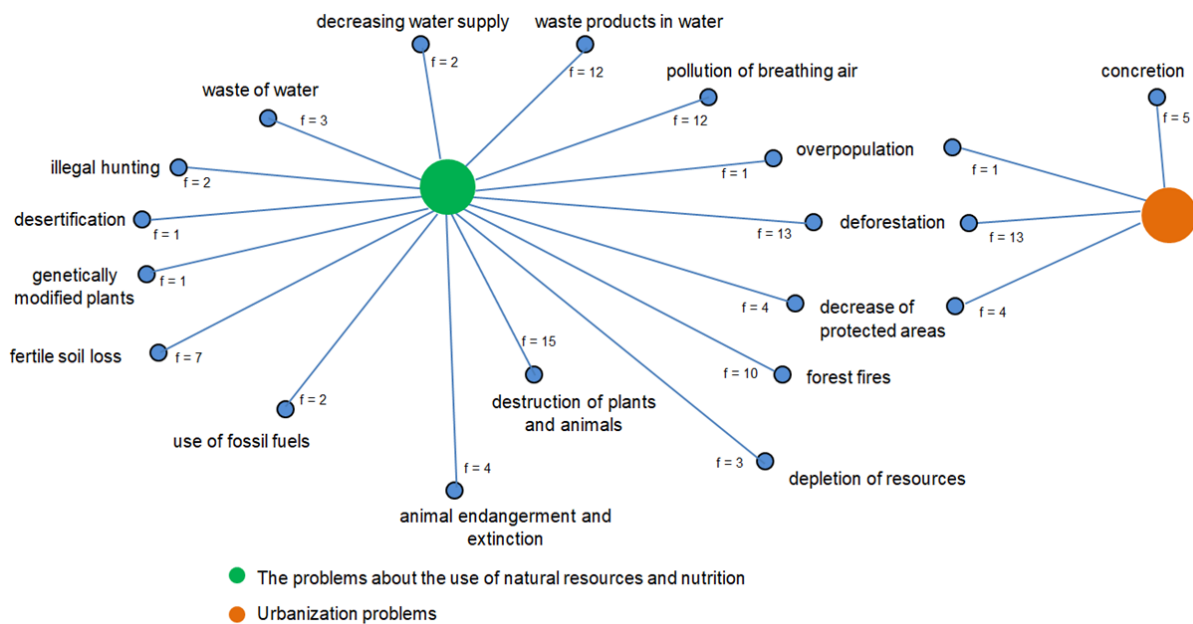 decreasing water supply
waste products in water
f = 2
f = 12
pollution of breathing air
concretion
waste of water
f = 3
f = 12
f = 5
illegal hunting
f = 2
overpopulation
f = 1
f = 1
desertification
f = 1
deforestation
f = 13
f = 13
genetically
modified plants
f = 1
decrease of
protected areas
f = 4
f = 4
fertile soil loss
f = 7
f = 15
f = 10
forest fires
f = 2
use of fossil fuels
destruction of plants
and animals
f = 4
f = 3
depletion of resources
animal endangerment and
extinction
The problems about the use of natural resources and nutrition
Urbanization problems